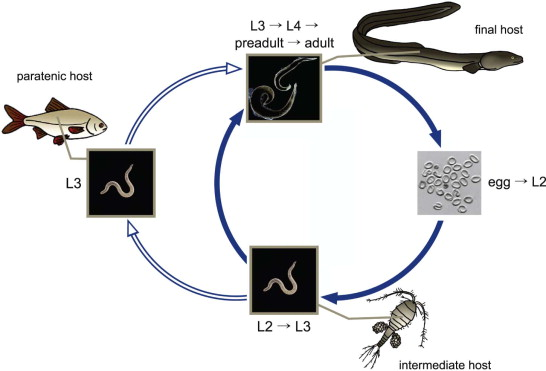 L3 → L4 →
preadult → adult
final host
paratenic host
L3
egg → L2
L2 → L3
intermediate host